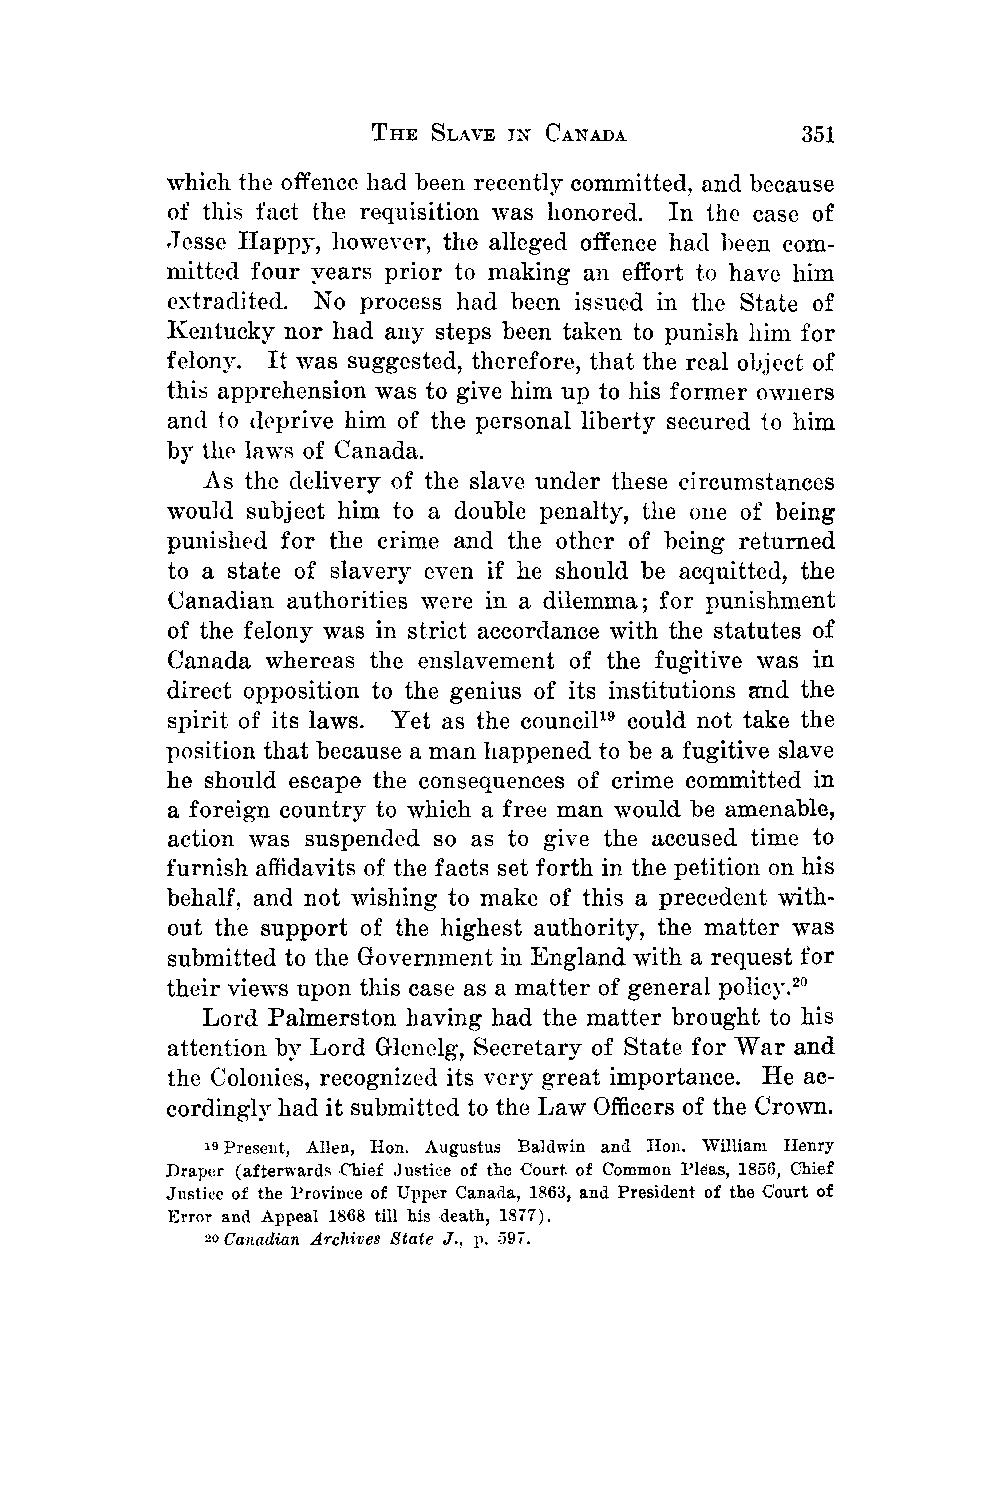 THE SLAVE IN CANADA 351
which the offence had been recently committed, and because
of this fact the requisition was honored. In the case of
Jesse Happy, however, the alleged offence had been com-
mitted four years prior to making an effort to have him
extradited. No process had been issued in the State of
Kentucky nor had any steps been taken to punish him for
felony. It was suggested, therefore, that the real object of
this apprehension was to give him up to his former owners
and to deprive him of the personal liberty secured to him
by the laws of Canada.
As the delivery of the slave under these circumstances
would subject him to a double penalty, the one of being
punished for the crime and the other of being returned
to a state of slavery even if he should be acquitted, the
Canadian authorities were in a dilemma; for punishment
of the felony was in strict accordance with the statutes of
Canada whereas the enslavement of the fugitive was in
direct opposition to the genius of its institutions and the
spirit of its laws. Yet as the council¹⁹ could not take the
position that because a man happened to be a fugitive slave
he should escape the consequences of crime committed in
a foreign country to which a free man would be amenable,
action was suspended so as to give the accused time to
furnish affidavits of the facts set forth in the petition on his
behalf, and not wishing to make of this a precedent with-
out the support of the highest authority, the matter was
submitted to the Government in England with a request for
their views upon this case as a matter of general policy.²⁰
Lord Palmerston having had the matter brought to his
attention by Lord Glenelg, Secretary of State for War and
the Colonies, recognized its very great importance. He ac-
cordingly had it submitted to the Law Officers of the Crown.
¹⁹ Present, Allen, Hon. Augustus Baldwin and Hon. William Henry
Draper (afterwards Chief Justice of the Court of Common Pleas, 1856, Chief
Justice of the Province of Upper Canada, 1863, and President of the Court of
Error and Appeal 1868 till his death, 1877).
²⁰ Canadian Archives State J., p. 597.